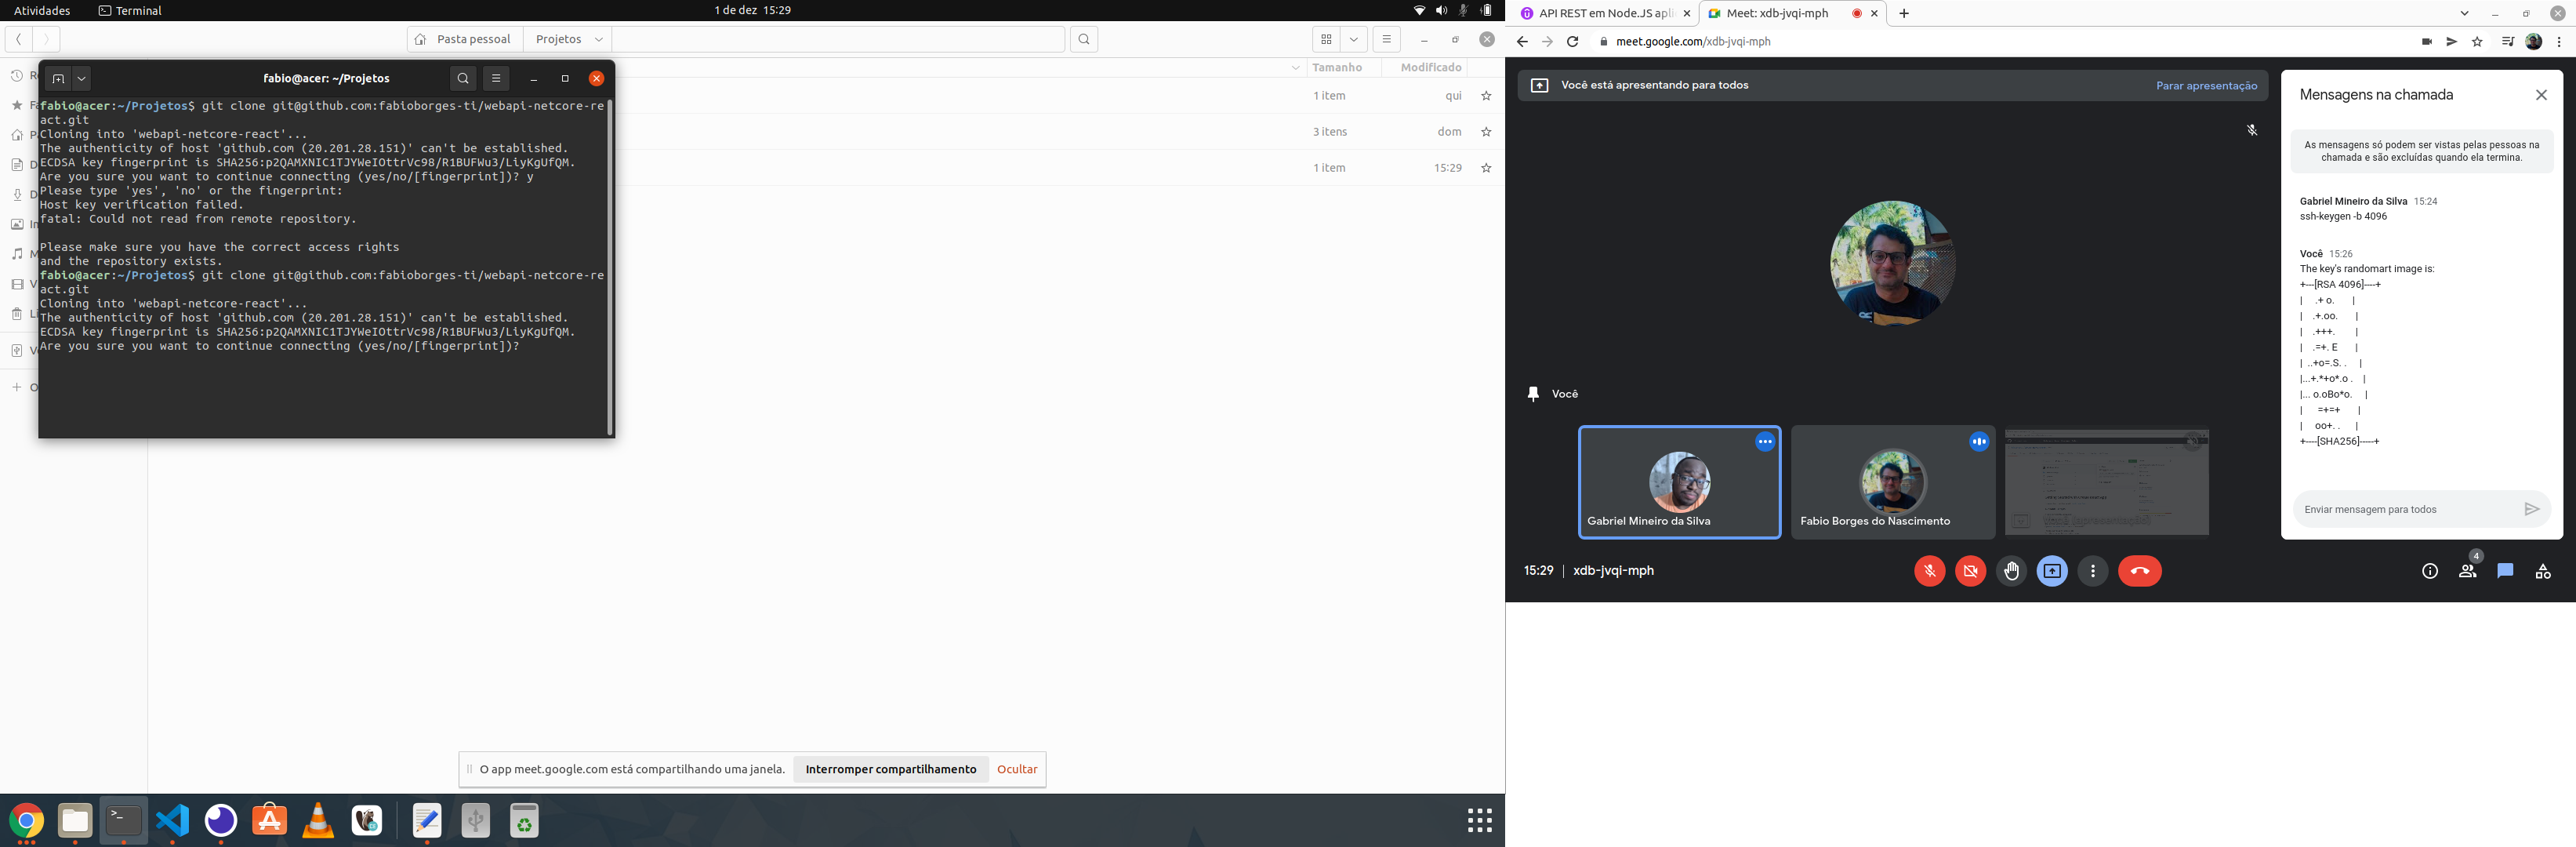 Atividades
Terminal
1 de dez 15:29
Pasta pessoal
Projetos
Tamanho
Modificado
1 item
qui
3 itens
dom
1 item
15:29
fabio@acer: ~/Projetos
fabio@acer:~/Projetos$ git clone git@github.com:fabioborges-ti/webapi-netcore-re
act.git
Cloning into 'webapi-netcore-react'...
The authenticity of host 'github.com (20.201.28.151)' can't be established.
ECDSA key fingerprint is SHA256:p2QAMXNIC1TJYWeIOttrVc98/R1BUFWu3/LiyKgUfQM.
Are you sure you want to continue connecting (yes/no/[fingerprint])? y
Please type 'yes', 'no' or the fingerprint:
Host key verification failed.
fatal: Could not read from remote repository.
Please make sure you have the correct access rights
and the repository exists.
fabio@acer:~/Projetos$ git clone git@github.com:fabioborges-ti/webapi-netcore-re
act.git
Cloning into 'webapi-netcore-react'...
The authenticity of host 'github.com (20.201.28.151)' can't be established.
ECDSA key fingerprint is SHA256:p2QAMXNIC1TJYWeIOttrVc98/R1BUFWu3/LiyKgUfQM.
Are you sure you want to continue connecting (yes/no/[fingerprint])?
O app meet.google.com está compartilhando uma janela.
Interromper compartilhamento
Ocultar
API REST em Node.JS apli
Meet: xdb-jvqi-mph
meet.google.com/xdb-jvqi-mph
Você está apresentando para todos
Parar apresentação
Você
Gabriel Mineiro da Silva
Fabio Borges do Nascimento
15:29 | xdb-jvqi-mph
4
Mensagens na chamada
As mensagens só podem ser vistas pelas pessoas na
chamada e são excluídas quando ela termina.
Gabriel Mineiro da Silva 15:24
ssh-keygen -b 4096
Você 15:26
The key's randomart image is:
+---[RSA 4096]----+
| .+ o. |
| .+.oo. |
| .+++. |
| .=+. E |
| ..+o=.S. . |
|...+.*+o*.o . |
|... o.oBo*o. |
| =+=+ |
| oo+. . |
+----[SHA256]-----+
Enviar mensagem para todos